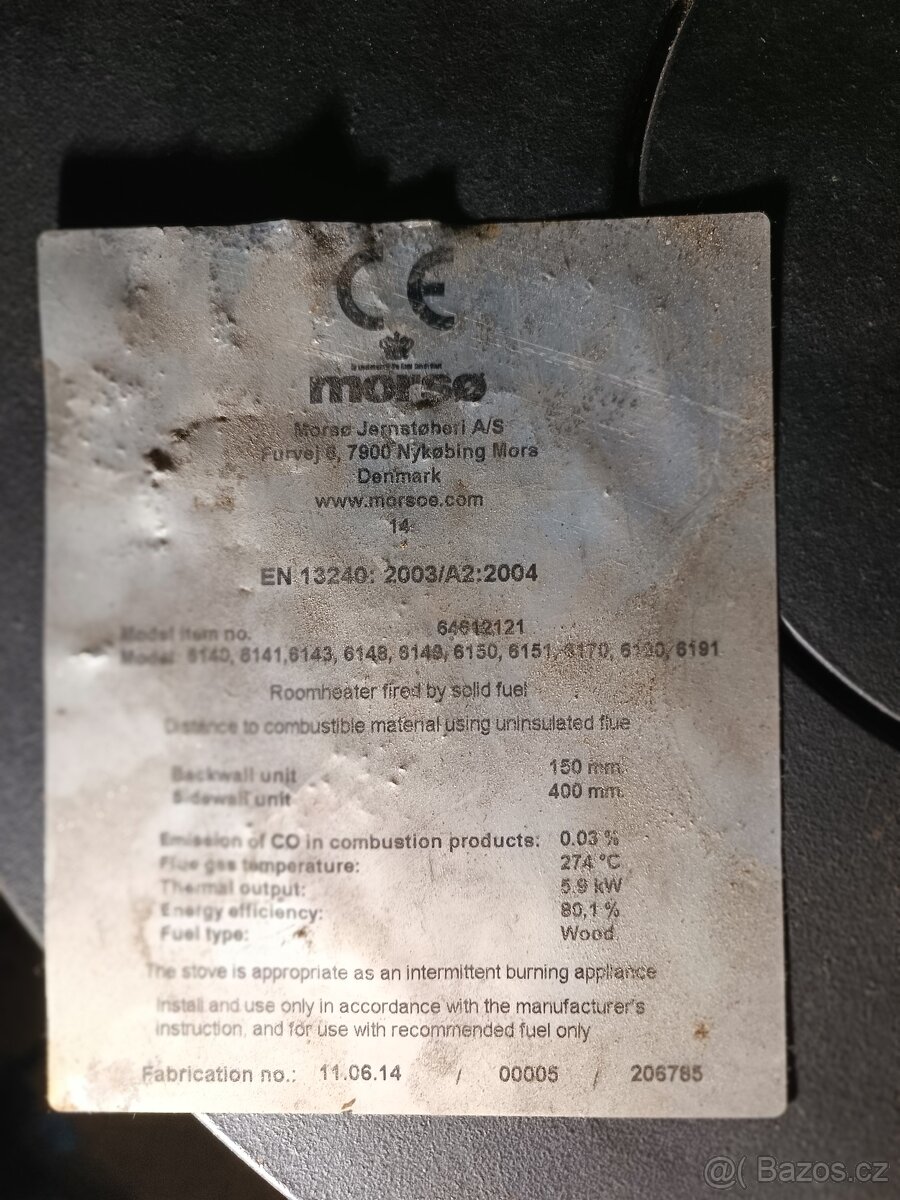 CE
morsø
Morsø Jernstøberi A/S
Furvej 6, 7900 Nykøbing Mors
Denmark
www.morsoe.com
14
EN 13240: 2003/A2:2004
Model item no. 64612121
Model: 6140, 6141,6143, 6148, 6149, 6150, 6151, 6170, 6190, 6191
Roomheater fired by solid fuel
Distance to combustible material using uninsulated flue
Backwall unit 150 mm.
Sidewall unit 400 mm.
Emission of CO in combustion products: 0.03 %
Flue gas temperature: 274 °C
Thermal output: 5.9 kW
Energy efficiency: 80,1 %
Fuel type: Wood
The stove is appropriate as an intermittent burning appliance
Install and use only in accordance with the manufacturer's
instruction, and for use with recommended fuel only
Fabrication no.: 11.06.14 / 00005 / 206785
@( Bazos.cz